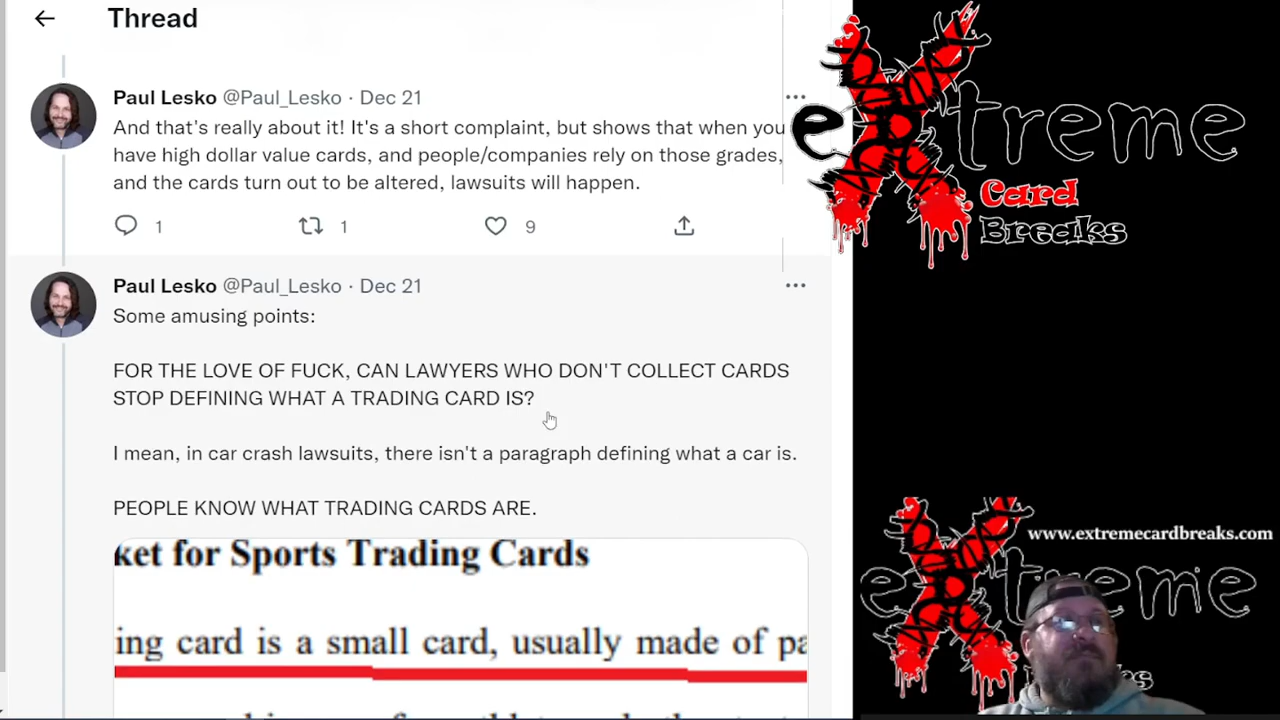 Thread
Paul Lesko @Paul_Lesko · Dec 21
And that's really about it! It's a short complaint, but shows that when you
have high dollar value cards, and people/companies rely on those grades,
and the cards turn out to be altered, lawsuits will happen.
1 1 9
Paul Lesko @Paul_Lesko · Dec 21
Some amusing points:
FOR THE LOVE OF FUCK, CAN LAWYERS WHO DON'T COLLECT CARDS
STOP DEFINING WHAT A TRADING CARD IS?
I mean, in car crash lawsuits, there isn't a paragraph defining what a car is.
PEOPLE KNOW WHAT TRADING CARDS ARE.
ket for Sports Trading Cards
ing card is a small card, usually made of pa
eXtreme
Card
Breaks
www.extremecardbreaks.com
eXtreme